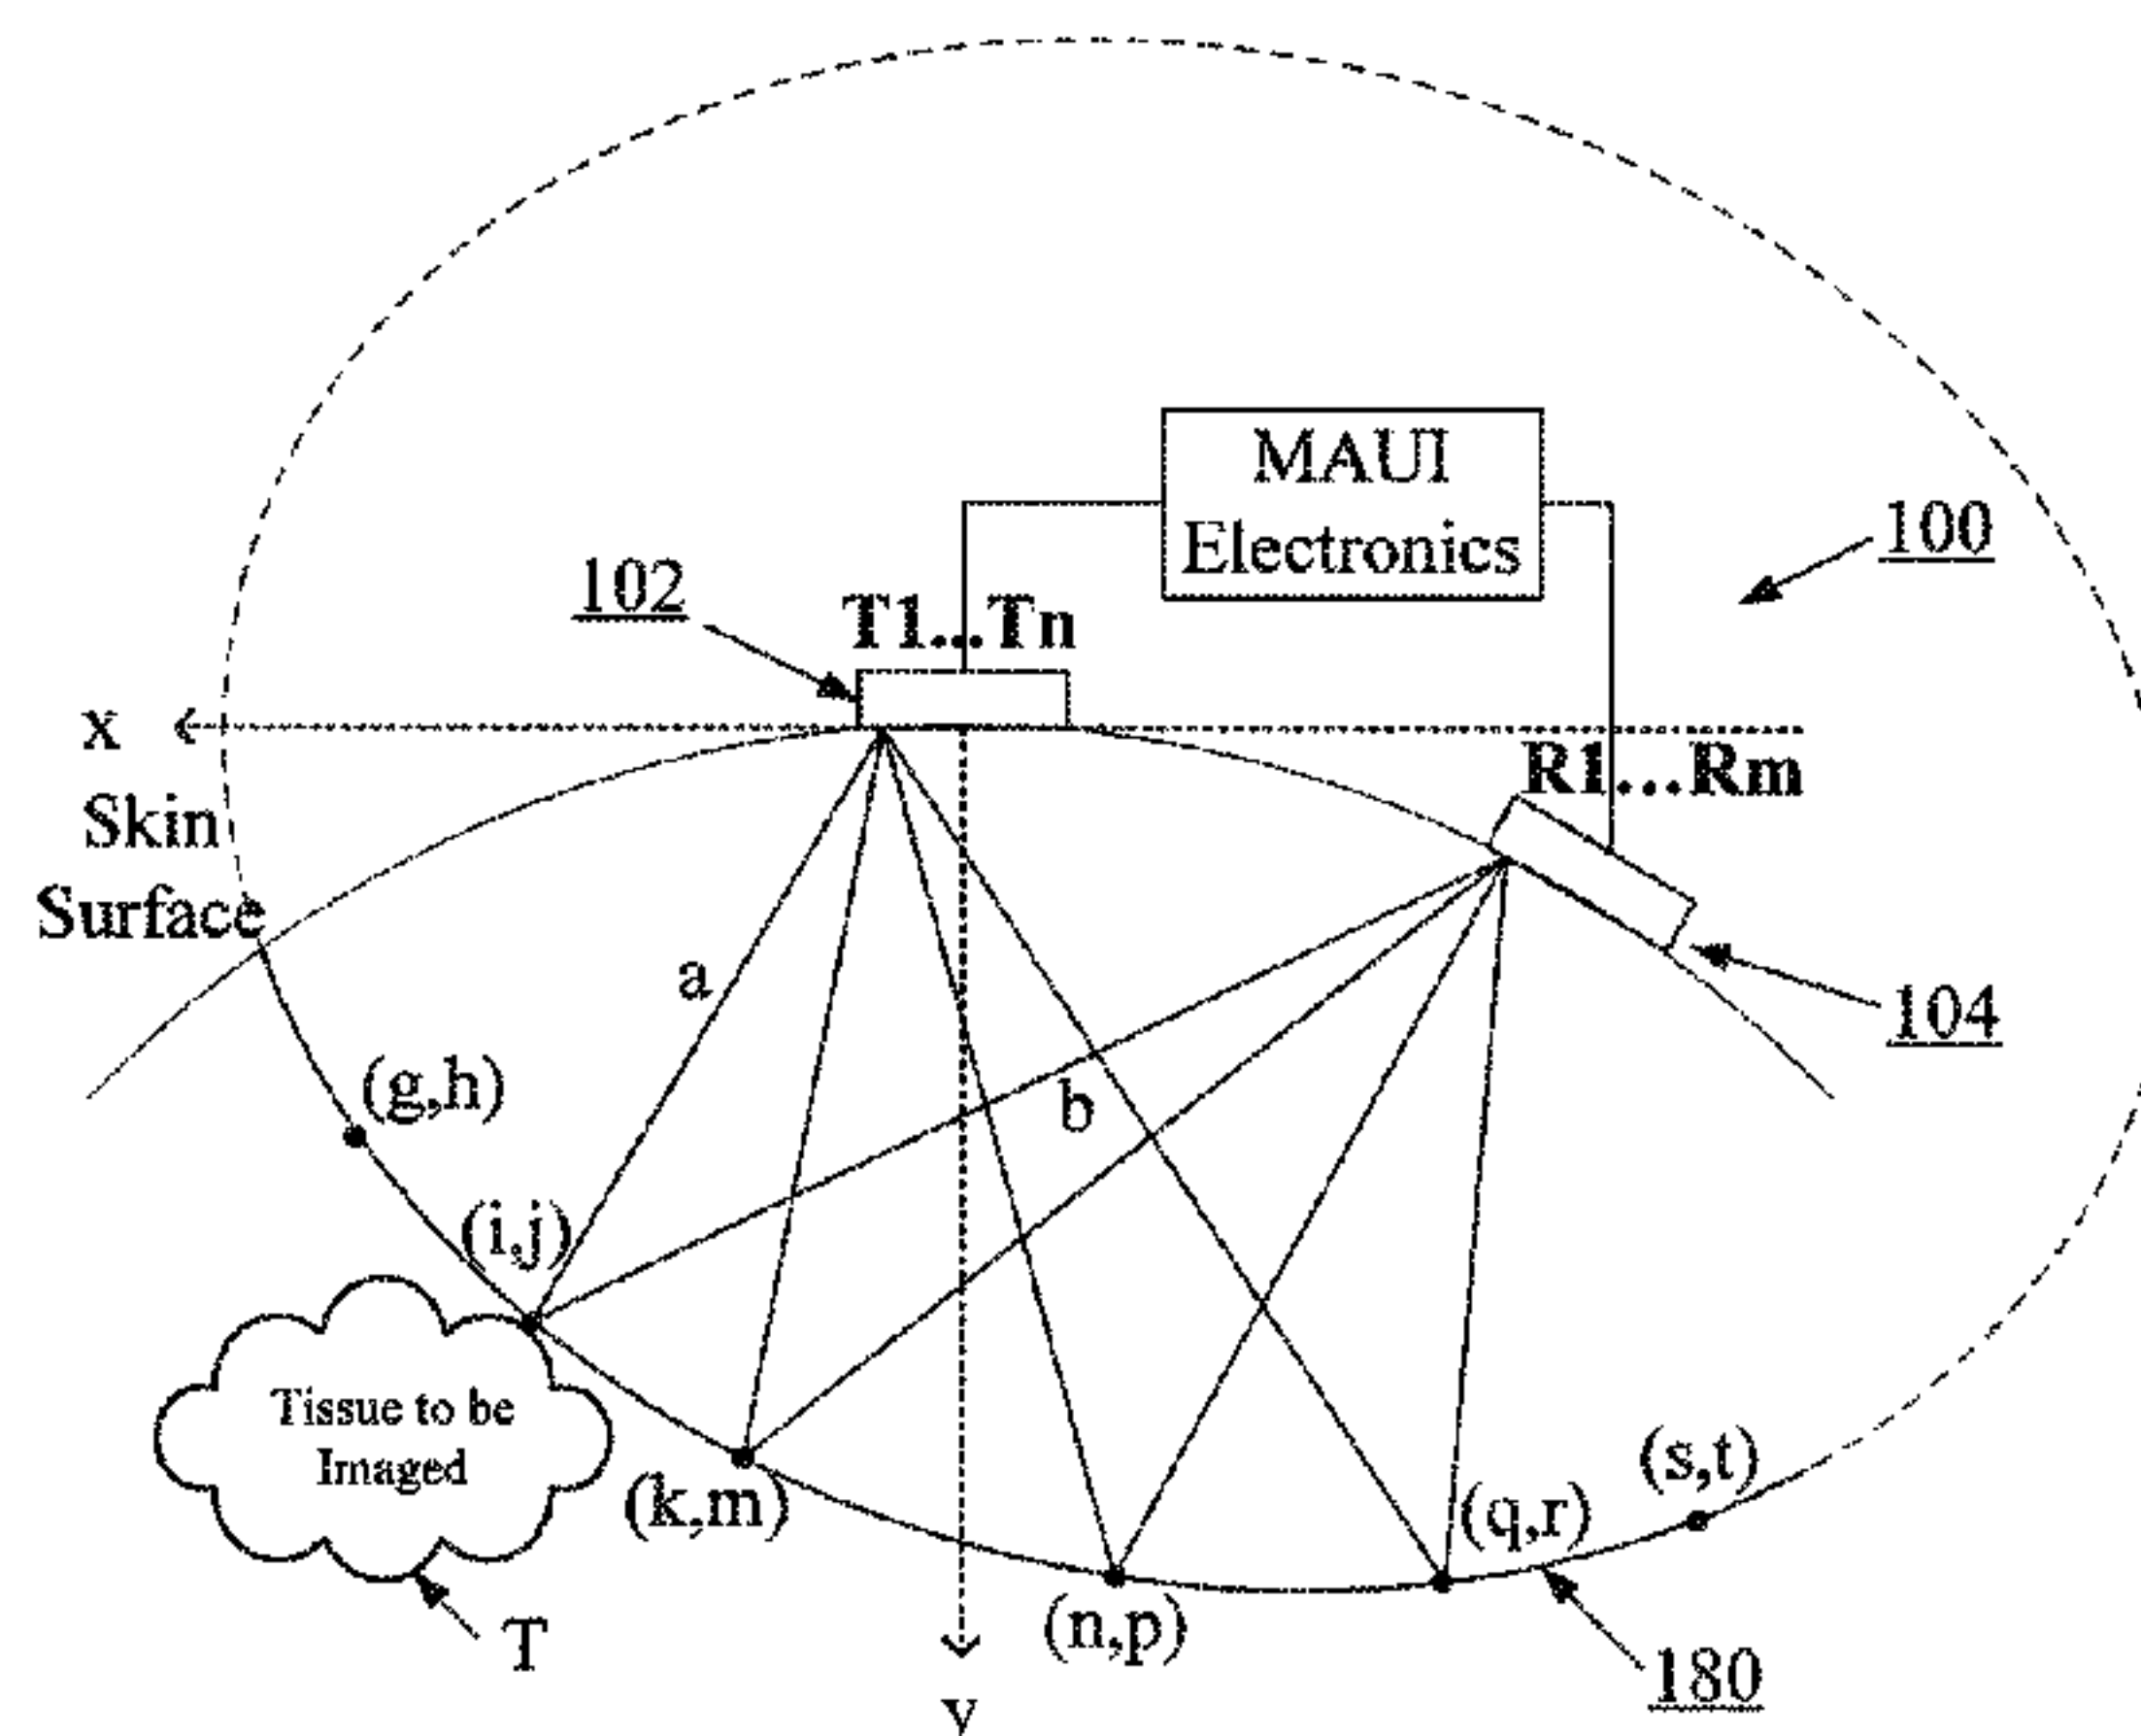 MAUI
Electronics
100
102
T1...Tn
x
R1...Rm
Skin
Surface
a
104
(g,h)
b
(i,j)
Tissue to be
Imaged
(k,m)
(s,t)
(q,r)
(n,p)
T
180
y